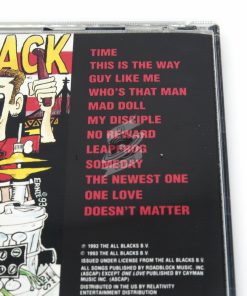 BLACK
TIME
THIS IS THE WAY
GUY LIKE ME
WHO'S THAT MAN
MAD DOLL
MY DISCIPLE
NO REWARD
LEAPFROG
SOMEDAY
THE NEWEST ONE
ONE LOVE
DOESN'T MATTER
℗ 1993 THE ALL BLACKS B.V.
© 1993 THE ALL BLACKS B.V.
ISSUED UNDER LICENSE FROM THE ALL BLACKS B.V.
ALL SONGS PUBLISHED BY ROADBLOCK MUSIC, INC.
(ASCAP) EXCEPT ONE LOVE PUBLISHED BY CAYMAN
MUSIC INC. (ASCAP)
DISTRIBUTED IN THE US BY RELATIVITY
ENTERTAINMENT DISTRIBUTION